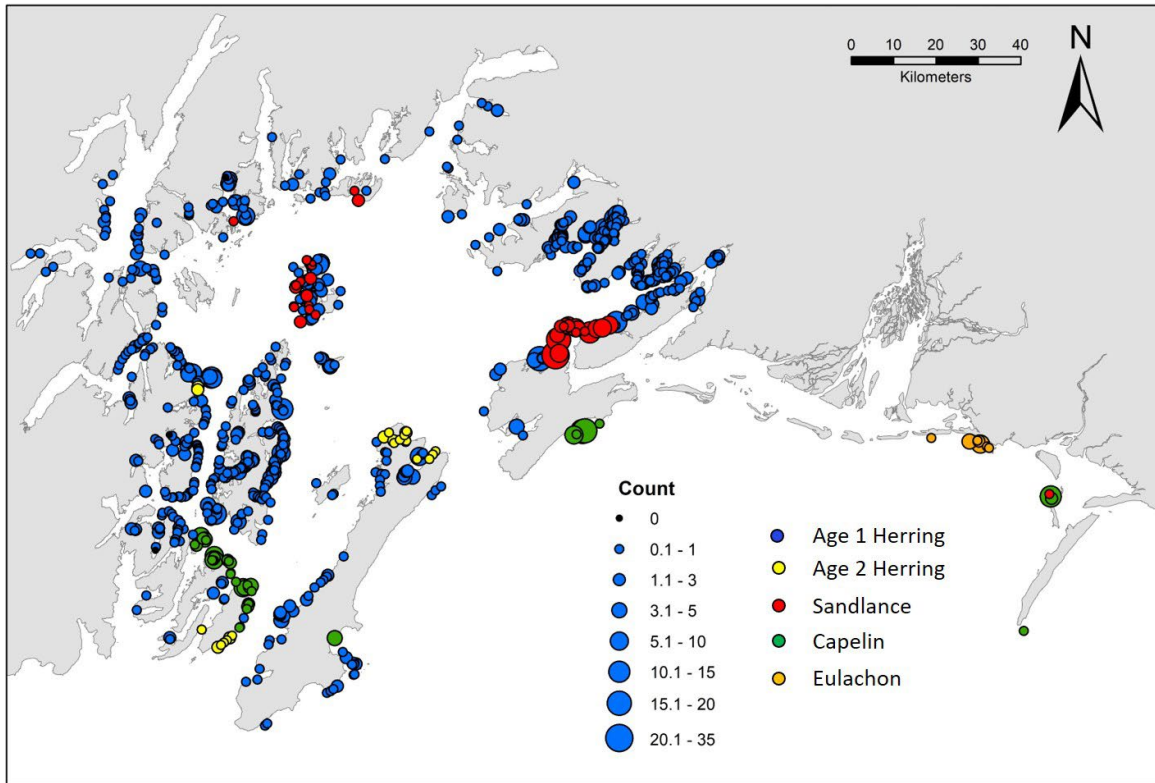 N
0 10 20 30 40
Kilometers
Count
0
0.1 - 1
1.1 - 3
3.1 - 5
5.1 - 10
10.1 - 15
15.1 - 20
20.1 - 35
Age 1 Herring
Age 2 Herring
Sandlance
Capelin
Eulachon